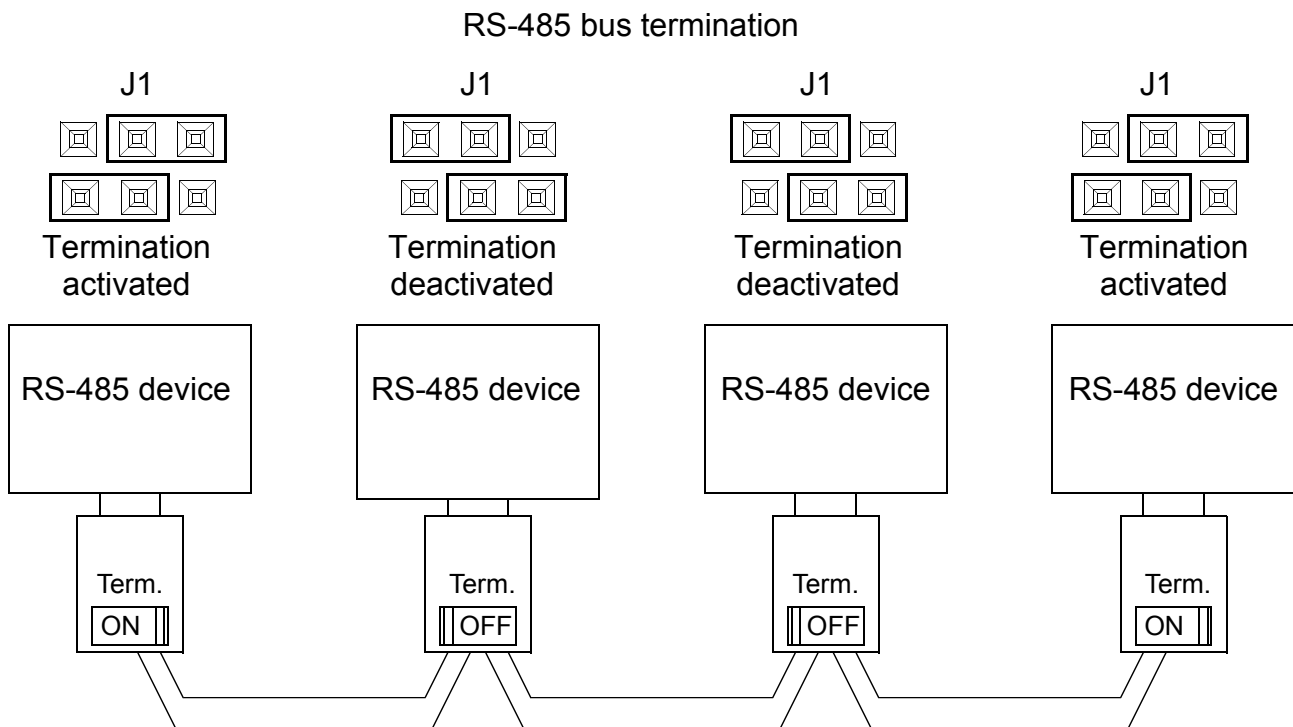 RS-485 bus termination
J1 J1 J1 J1
Termination activated
Termination deactivated
Termination deactivated
Termination activated
RS-485 device RS-485 device RS-485 device RS-485 device
Term. Term. Term. Term.
ON OFF OFF ON